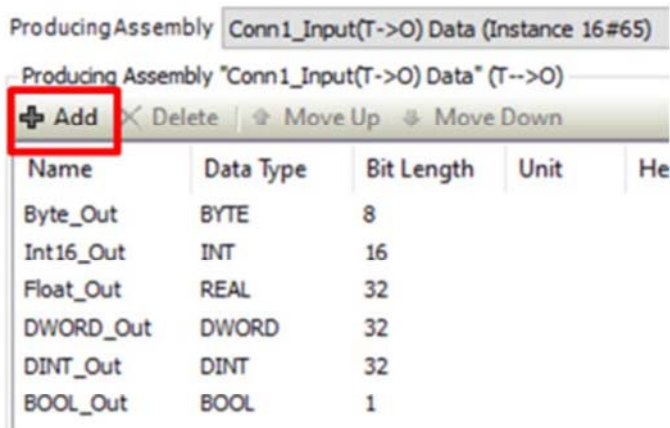 Producing Assembly Conn1_Input(T->O) Data (Instance 16#65)
Producing Assembly "Conn1_Input(T->O) Data" (T-->O)
Add Delete Move Up Move Down
Name Data Type Bit Length Unit He
Byte_Out BYTE 8
Int16_Out INT 16
Float_Out REAL 32
DWORD_Out DWORD 32
DINT_Out DINT 32
BOOL_Out BOOL 1